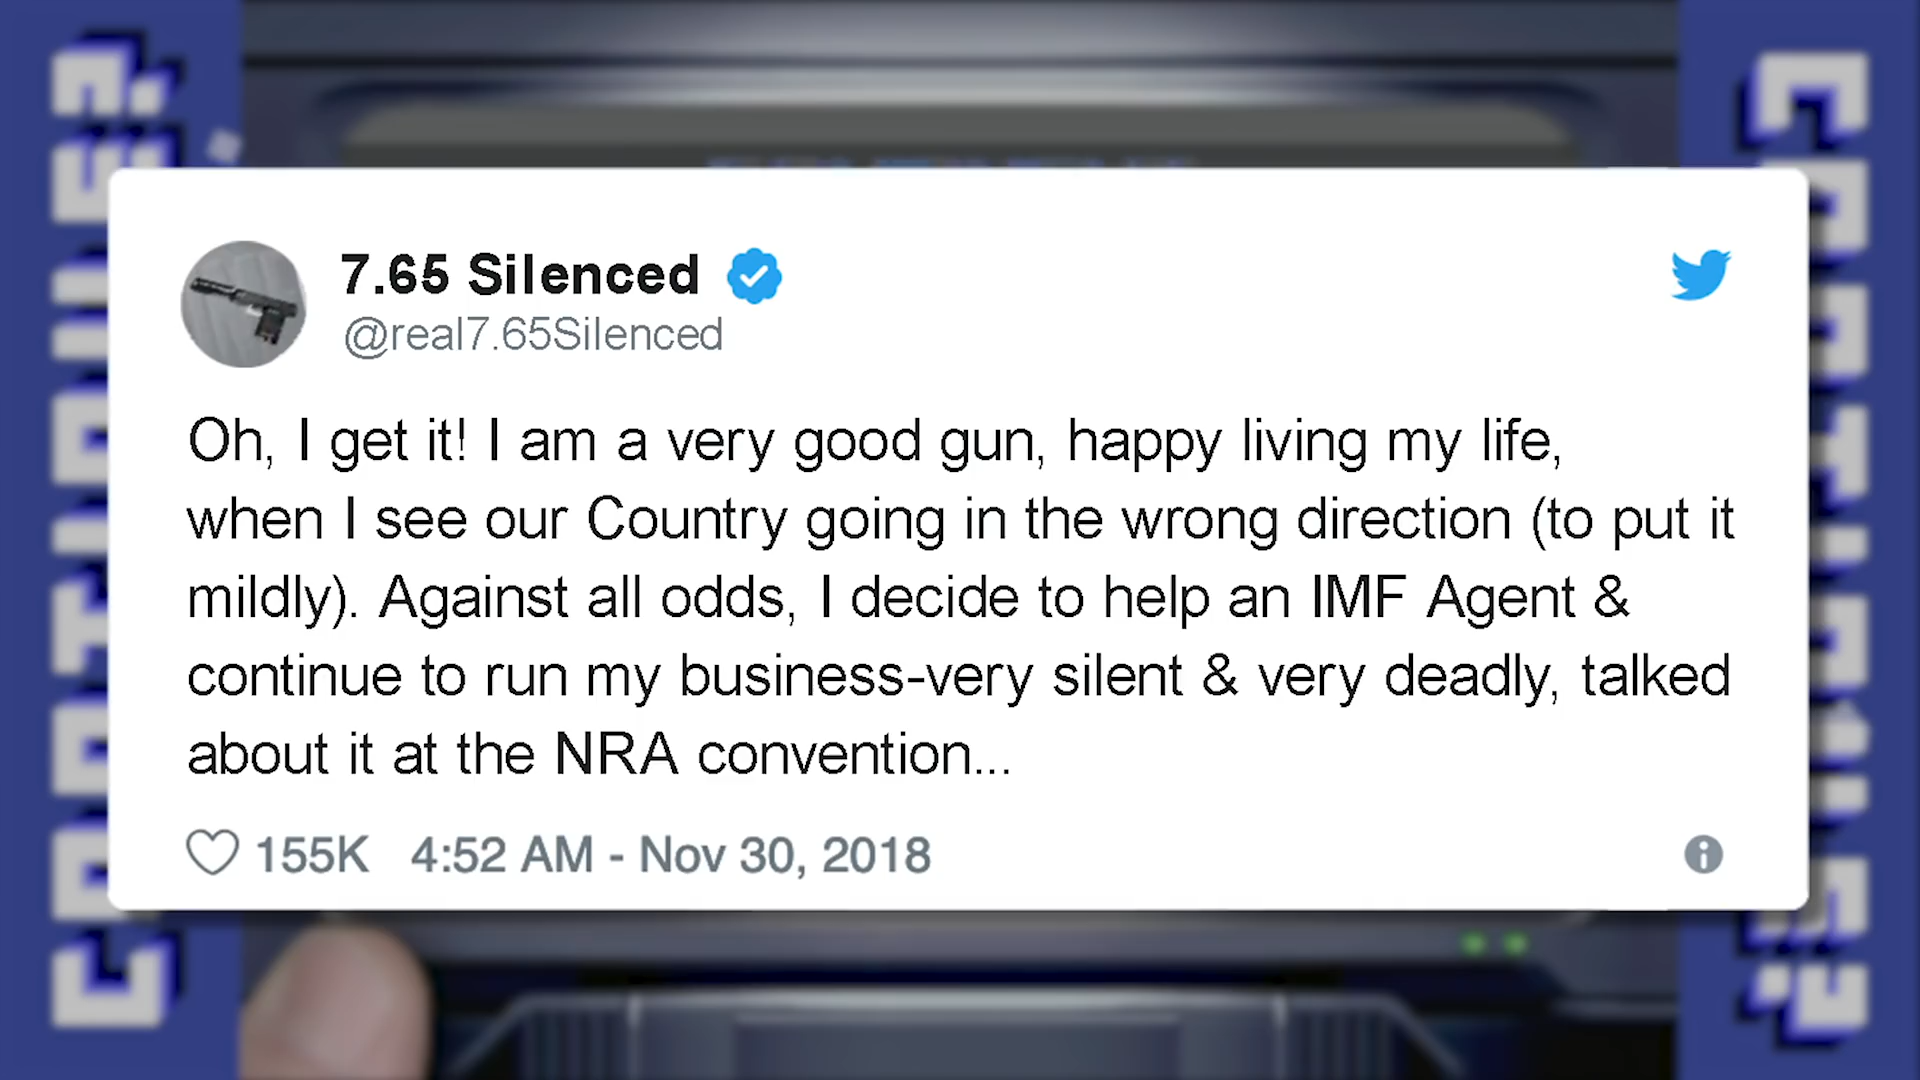 7.65 Silenced
@real7.65Silenced
Oh, I get it! I am a very good gun, happy living my life,
when I see our Country going in the wrong direction (to put it
mildly). Against all odds, I decide to help an IMF Agent &
continue to run my business-very silent & very deadly, talked
about it at the NRA convention...
155K 4:52 AM - Nov 30, 2018